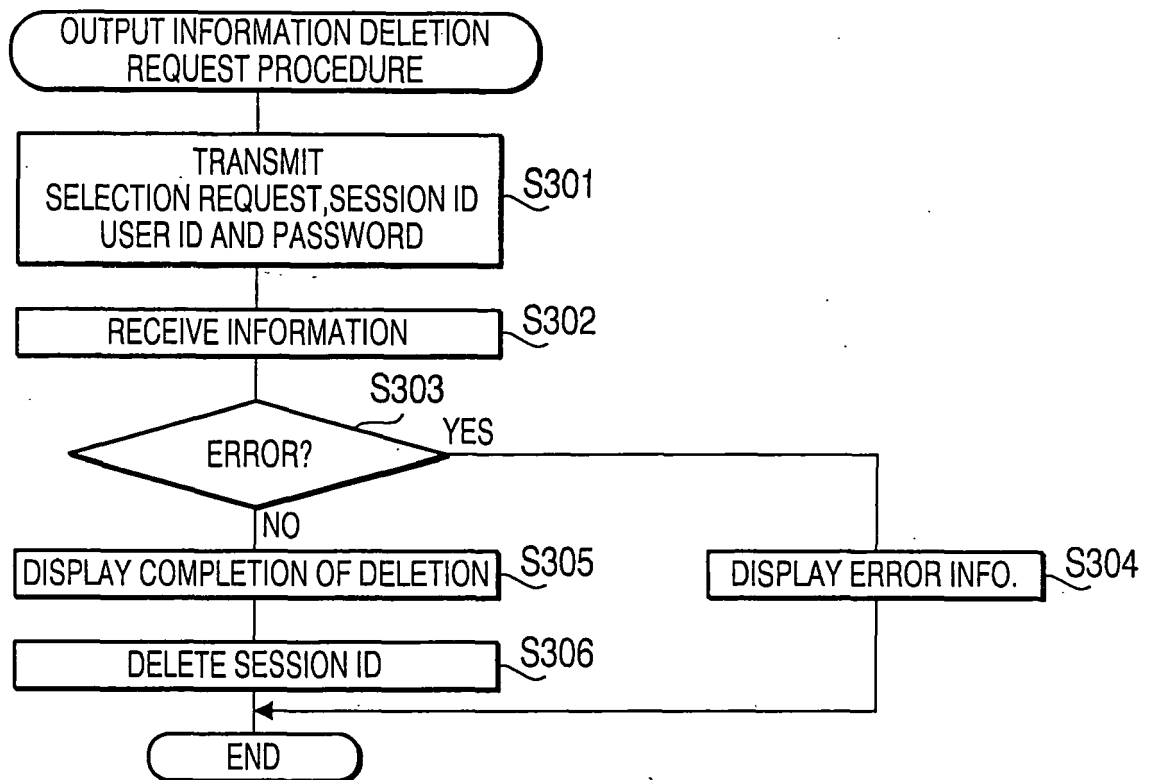 OUTPUT INFORMATION DELETION
REQUEST PROCEDURE
TRANSMIT
SELECTION REQUEST,SESSION ID
USER ID AND PASSWORD
S301
RECEIVE INFORMATION
S302
S303
ERROR?
YES
NO
DISPLAY COMPLETION OF DELETION
S305
DISPLAY ERROR INFO.
S304
DELETE SESSION ID
S306
END